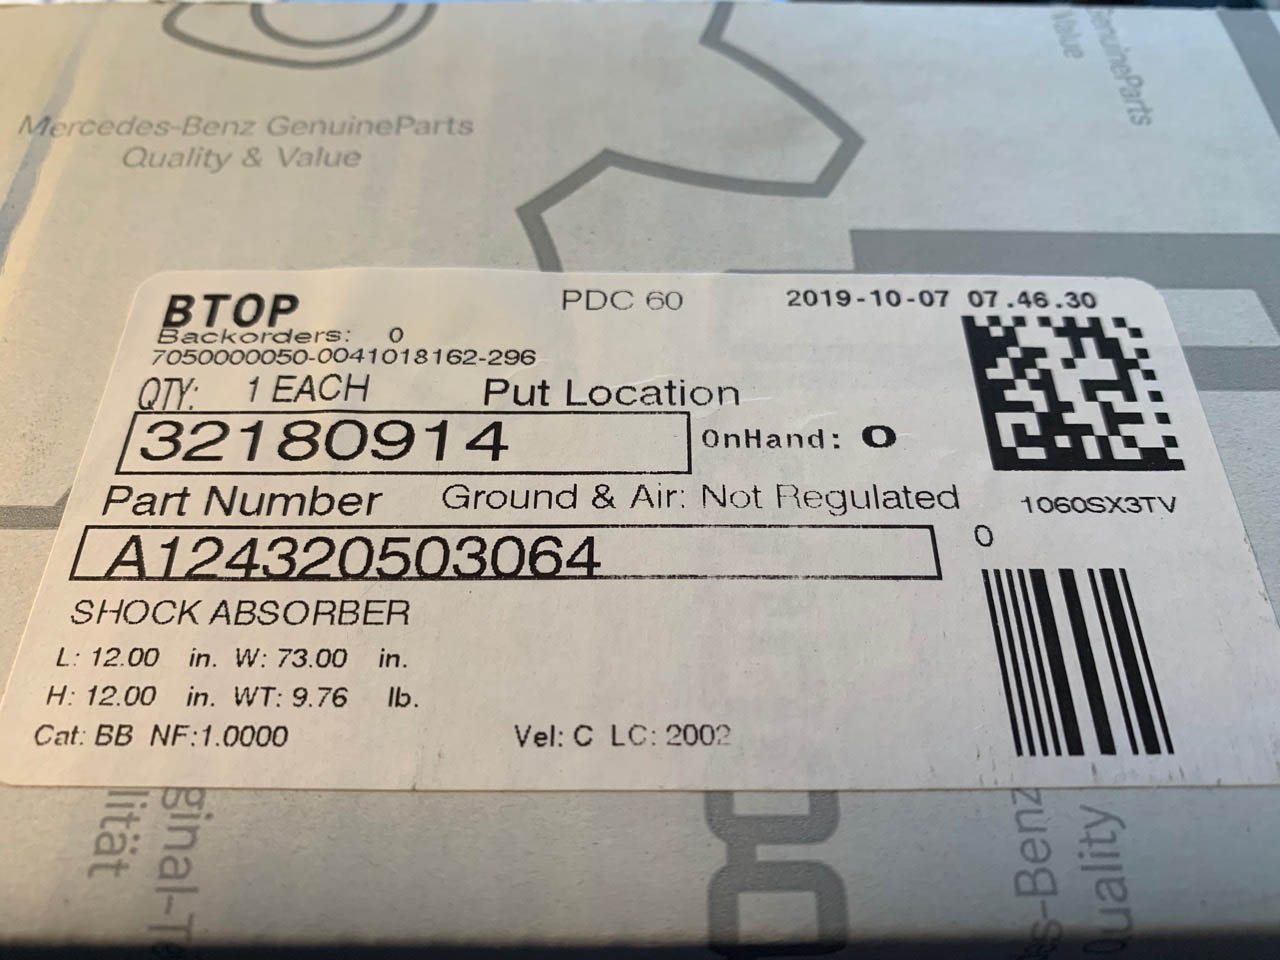 GenuineParts
Value
Mercedes-Benz GenuineParts
Quality & Value
BTOP
PDC 60
2019-10-07 07.46.30
Backorders: 0
7050000050-0041018162-296
QTY: 1 EACH
Put Location
32180914
OnHand: 0
Part Number
Ground & Air: Not Regulated
1060SX3TV
A124320503064
0
SHOCK ABSORBER
L: 12.00 in. W: 73.00 in.
H: 12.00 in. WT: 9.76 lb.
Cat: BB NF:1.0000
Vel: C LC: 2002